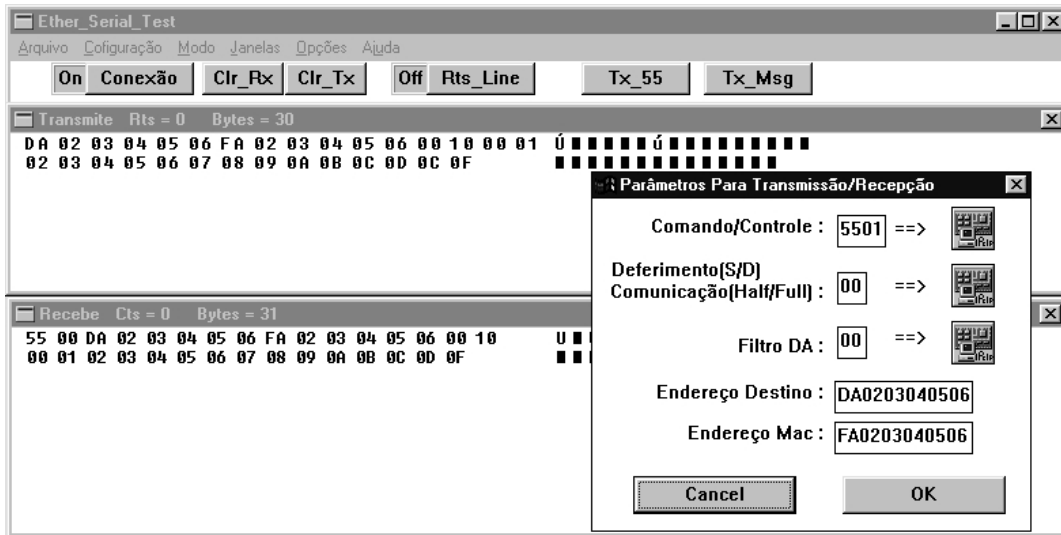 Ether_Serial_Test
Arquivo Cofiguração Modo Janelas Opções Ajuda
On Conexão Clr_Rx Clr_Tx Off Rts_Line Tx_55 Tx_Msg
Transmite Rts = 0 Bytes = 30
DA 02 03 04 05 06 FA 02 03 04 05 06 00 10 00 01 Ú ú
02 03 04 05 06 07 08 09 0A 0B 0C 0D 0C 0F
Recebe Cts = 0 Bytes = 31
55 00 DA 02 03 04 05 06 FA 02 03 04 05 06 00 10 U
00 01 02 03 04 05 06 07 08 09 0A 0B 0C 0D 0F
Parâmetros Para Transmissão/Recepção
Comando/Controle : 5501 ==>
Deferimento(S/D)
Comunicação(Half/Full) : 00 ==>
Filtro DA : 00 ==>
Endereço Destino : DA0203040506
Endereço Mac : FA0203040506
Cancel OK